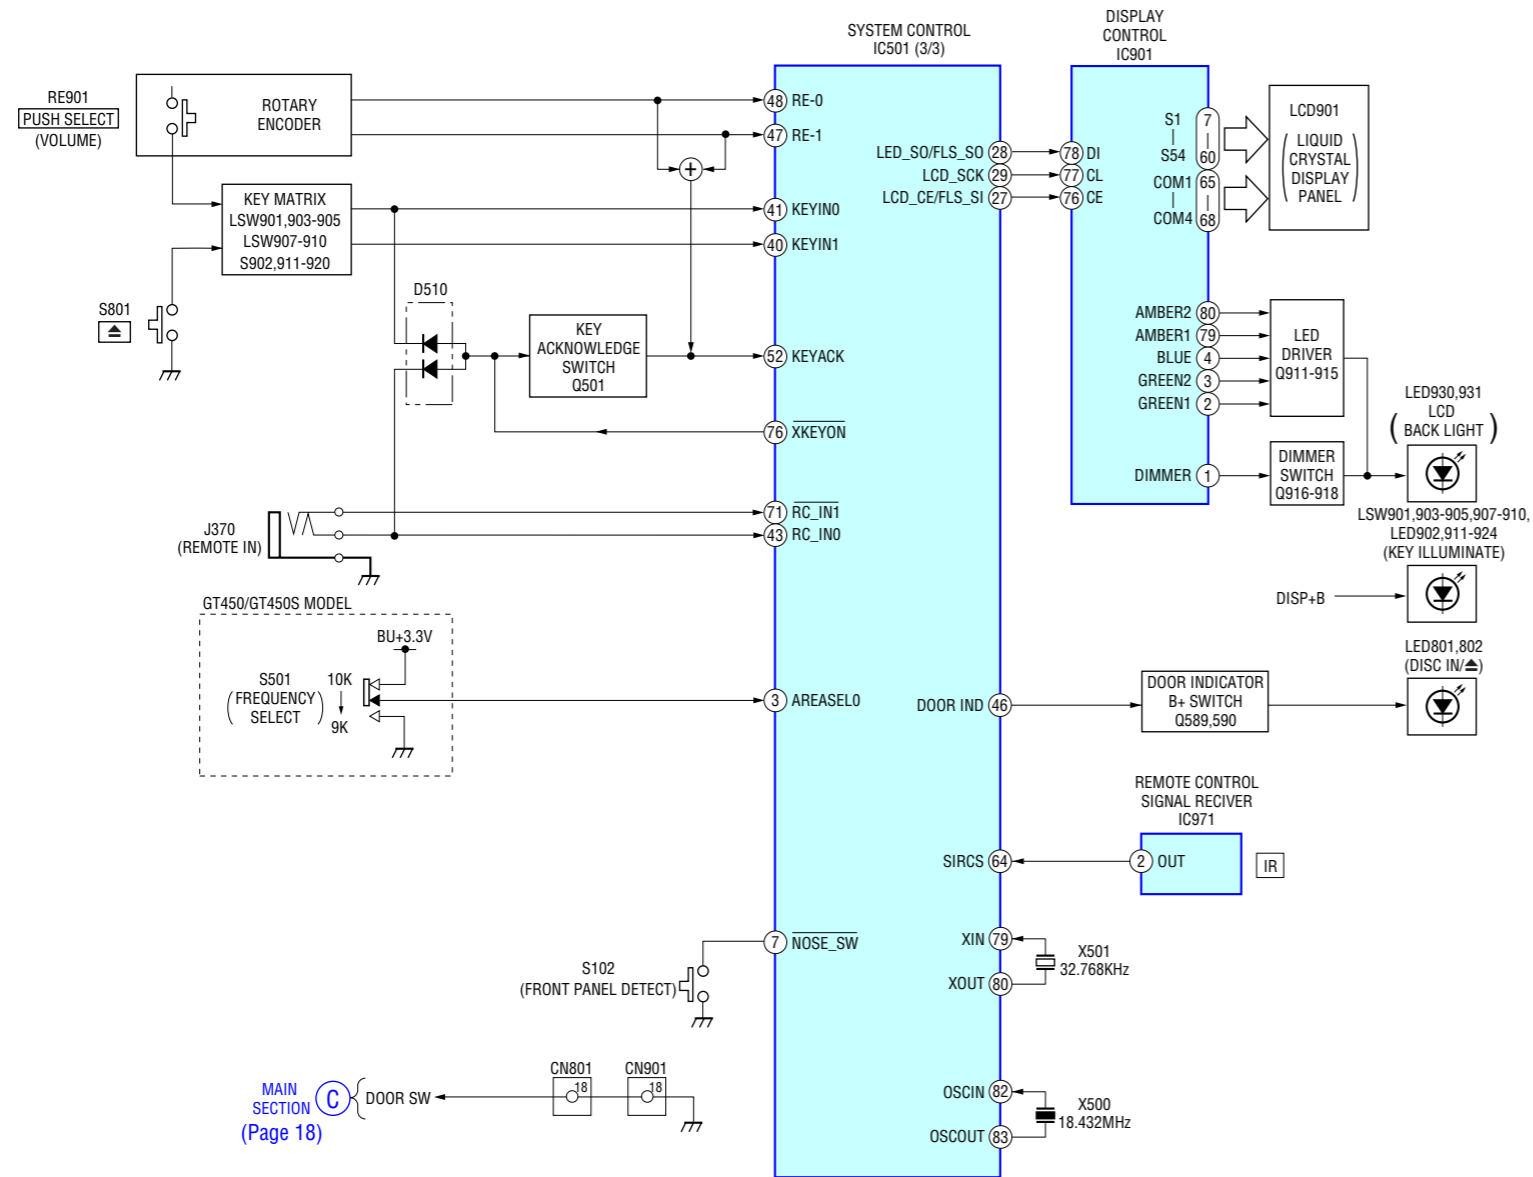 SYSTEM CONTROL
IC501 (3/3)
DISPLAY
CONTROL
IC901
RE901
PUSH SELECT
(VOLUME)
ROTARY
ENCODER
48 RE-0
47 RE-1
KEY MATRIX
LSW901,903-905
LSW907-910
S902,911-920
+
41 KEYIN0
40 KEYIN1
S801
D510
KEY
ACKNOWLEDGE
SWITCH
Q501
52 KEYACK
76 XKEYON
J370
(REMOTE IN)
71 RC_IN1
43 RC_IN0
GT450/GT450S MODEL
BU+3.3V
S501
(FREQUENCY
SELECT)
10K
9K
3 AREASEL0
7 NOSE_SW
S102
(FRONT PANEL DETECT)
MAIN
SECTION
(Page 18)
C
DOOR SW
CN801
18
CN901
18
LED_SO/FLS_SO 28
LCD_SCK 29
LCD_CE/FLS_SI 27
78 DI
77 CL
76 CE
S1 7
S54 60
COM1 65
COM4 68
LCD901
(LIQUID
CRYSTAL
DISPLAY
PANEL)
AMBER2 80
AMBER1 79
BLUE 4
GREEN2 3
GREEN1 2
LED
DRIVER
Q911-915
DIMMER 1
DIMMER
SWITCH
Q916-918
LED930,931
(LCD
BACK LIGHT)
LSW901,903-905,907-910,
LED902,911-924
(KEY ILLUMINATE)
DISP+B
LED801,802
(DISC IN/⏏)
DOOR IND 46
DOOR INDICATOR
B+ SWITCH
Q589,590
REMOTE CONTROL
SIGNAL RECIVER
IC971
SIRCS 64
2 OUT
IR
XIN 79
XOUT 80
X501
32.768KHz
OSCIN 82
OSCOUT 83
X500
18.432MHz